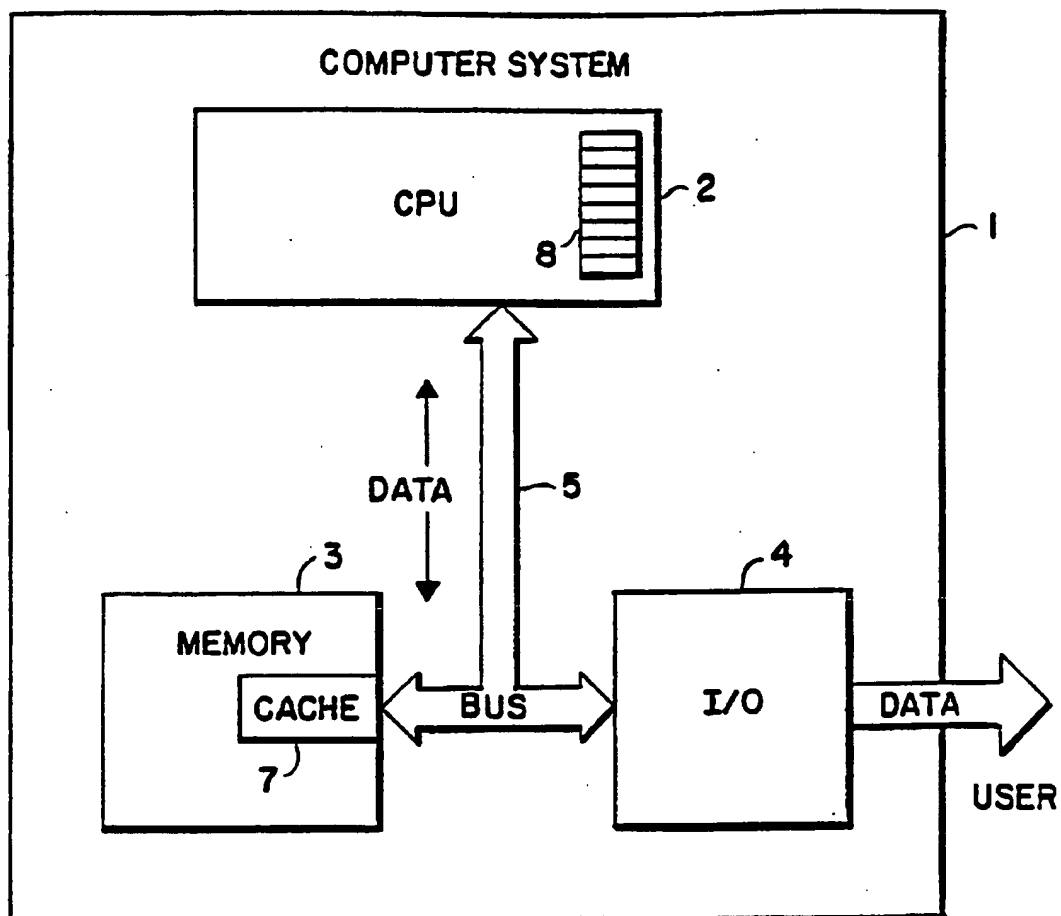 COMPUTER SYSTEM
CPU
8
2
1
DATA
5
3
4
MEMORY
CACHE
BUS
I/O
DATA
7
USER